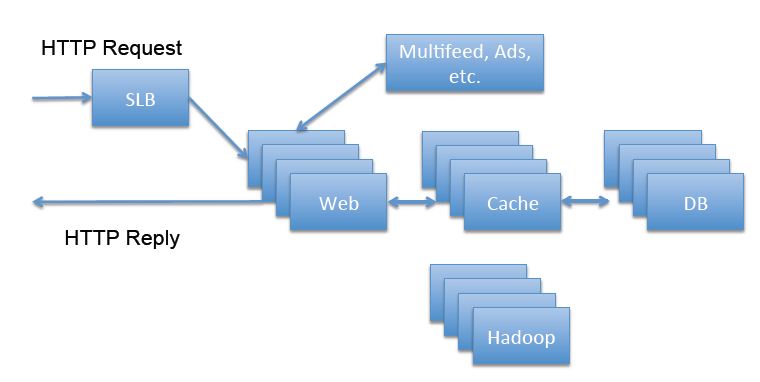 HTTP Request
Multifeed, Ads,
etc.
SLB
Web
Cache
DB
HTTP Reply
Hadoop